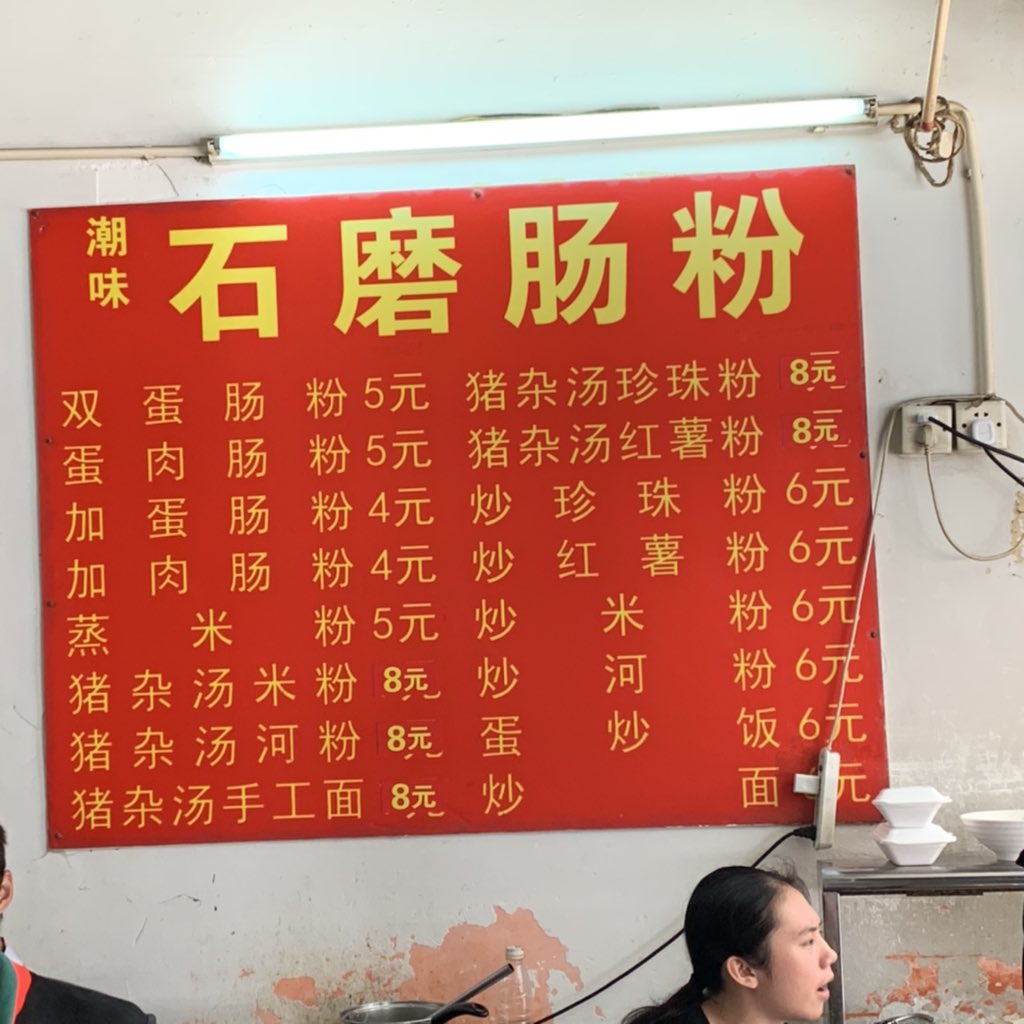 潮味
石磨肠粉
双蛋肠粉 5元
蛋肉肠粉 5元
加蛋肠粉 4元
加肉肠粉 4元
蒸米粉 5元
猪杂汤米粉 8元
猪杂汤河粉 8元
猪杂汤手工面 8元
猪杂汤珍珠粉 8元
猪杂汤红薯粉 8元
炒珍珠粉 6元
炒红薯粉 6元
炒米粉 6元
炒河粉 6元
蛋炒饭 6元
炒面 元